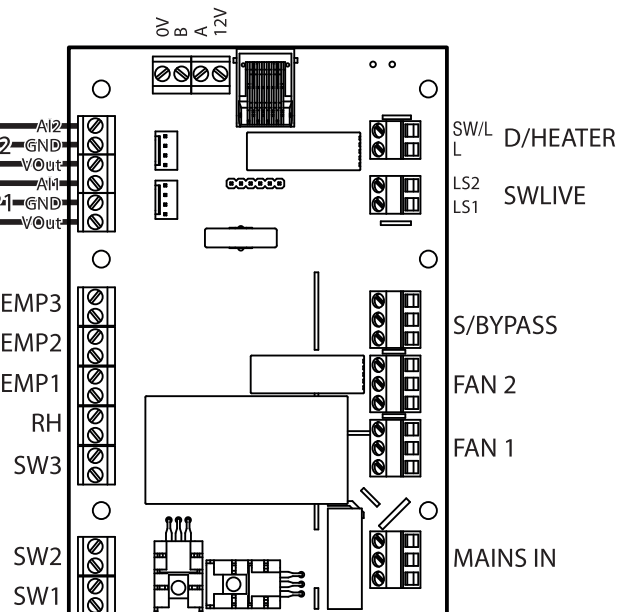 0V
B
A
12V
AI2
2 GND
VOut
AI1
1 GND
VOut
SW/L
L
D/HEATER
LS2
LS1
SWLIVE
EMP3
EMP2
EMP1
RH
SW3
SW2
SW1
S/BYPASS
FAN 2
FAN 1
MAINS IN